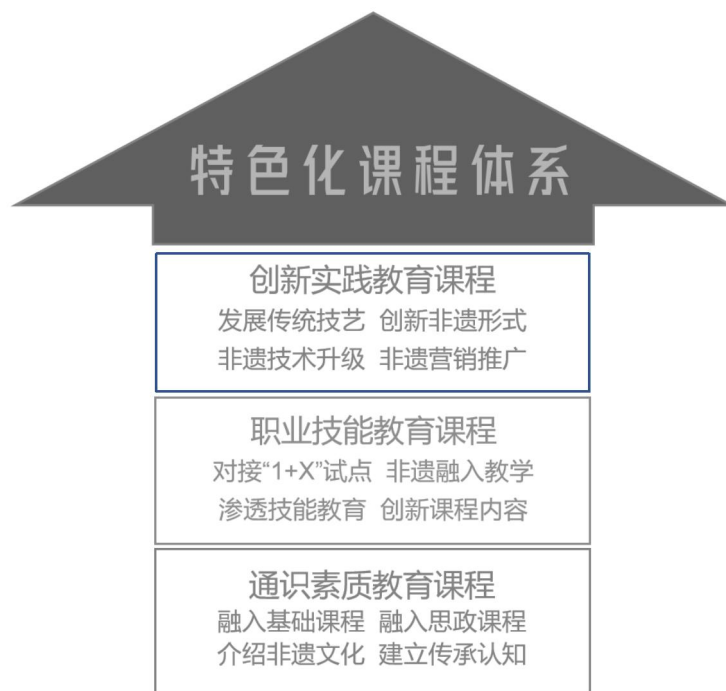 特色化课程体系
创新实践教育课程
发展传统技艺 创新非遗形式
非遗技术升级 非遗营销推广
职业技能教育课程
对接“1+X”试点 非遗融入教学
渗透技能教育 创新课程内容
通识素质教育课程
融入基础课程 融入思政课程
介绍非遗文化 建立传承认知